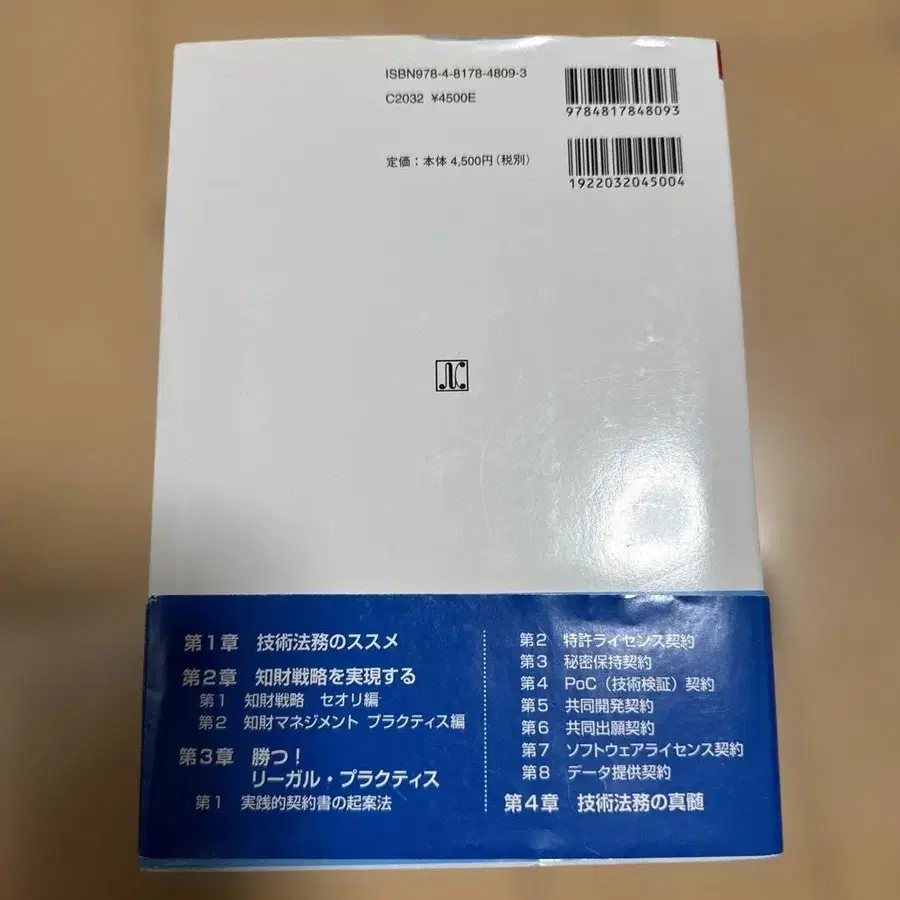 ISBN978-4-8178-4809-3
C2032 ¥4500E
定価：本体 4,500円（税別）
9784817848093
1922032045004
第1章 技術法務のススメ
第2章 知財戦略を実現する
第1 知財戦略 セオリ編
第2 知財マネジメント プラクティス編
第3章 勝つ！
リーガル・プラクティス
第1 実践的契約書の起案法
第2 特許ライセンス契約
第3 秘密保持契約
第4 PoC（技術検証）契約
第5 共同開発契約
第6 共同出願契約
第7 ソフトウェアライセンス契約
第8 データ提供契約
第4章 技術法務の真髄